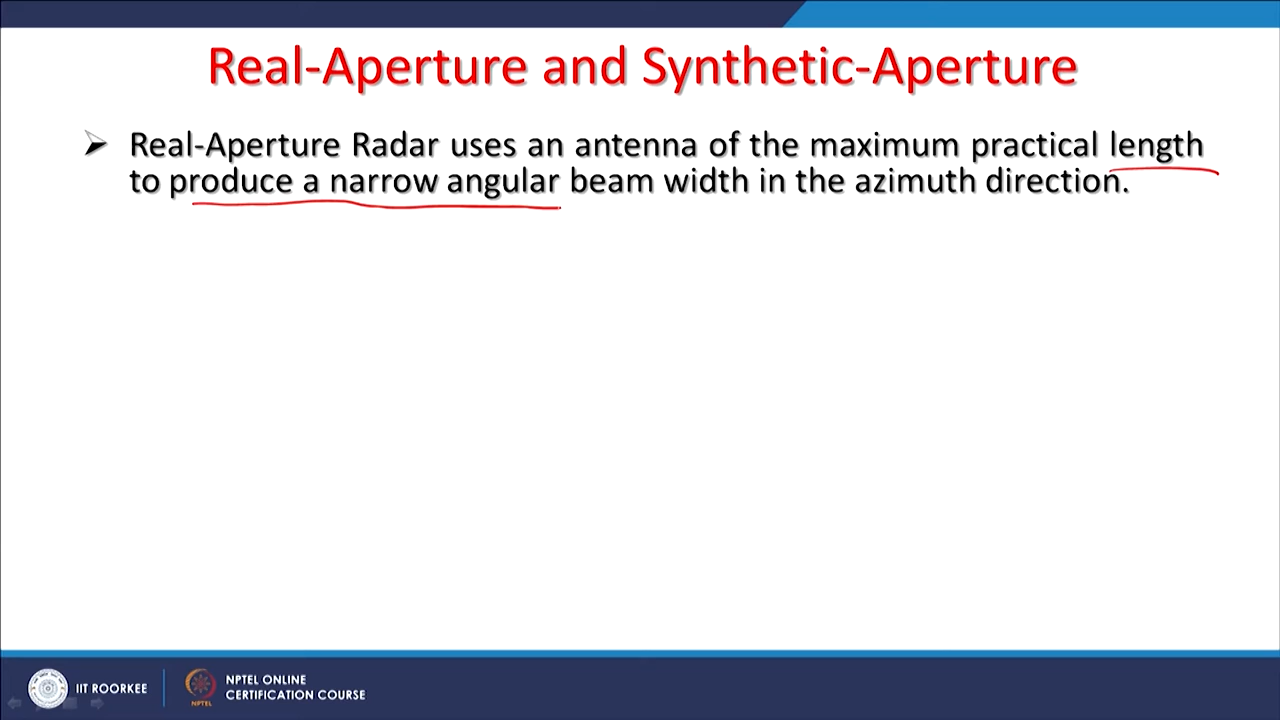 Real-Aperture and Synthetic-Aperture
Real-Aperture Radar uses an antenna of the maximum practical length
to produce a narrow angular beam width in the azimuth direction.
IIT ROORKEE
NPTEL ONLINE
CERTIFICATION COURSE
NPTEL